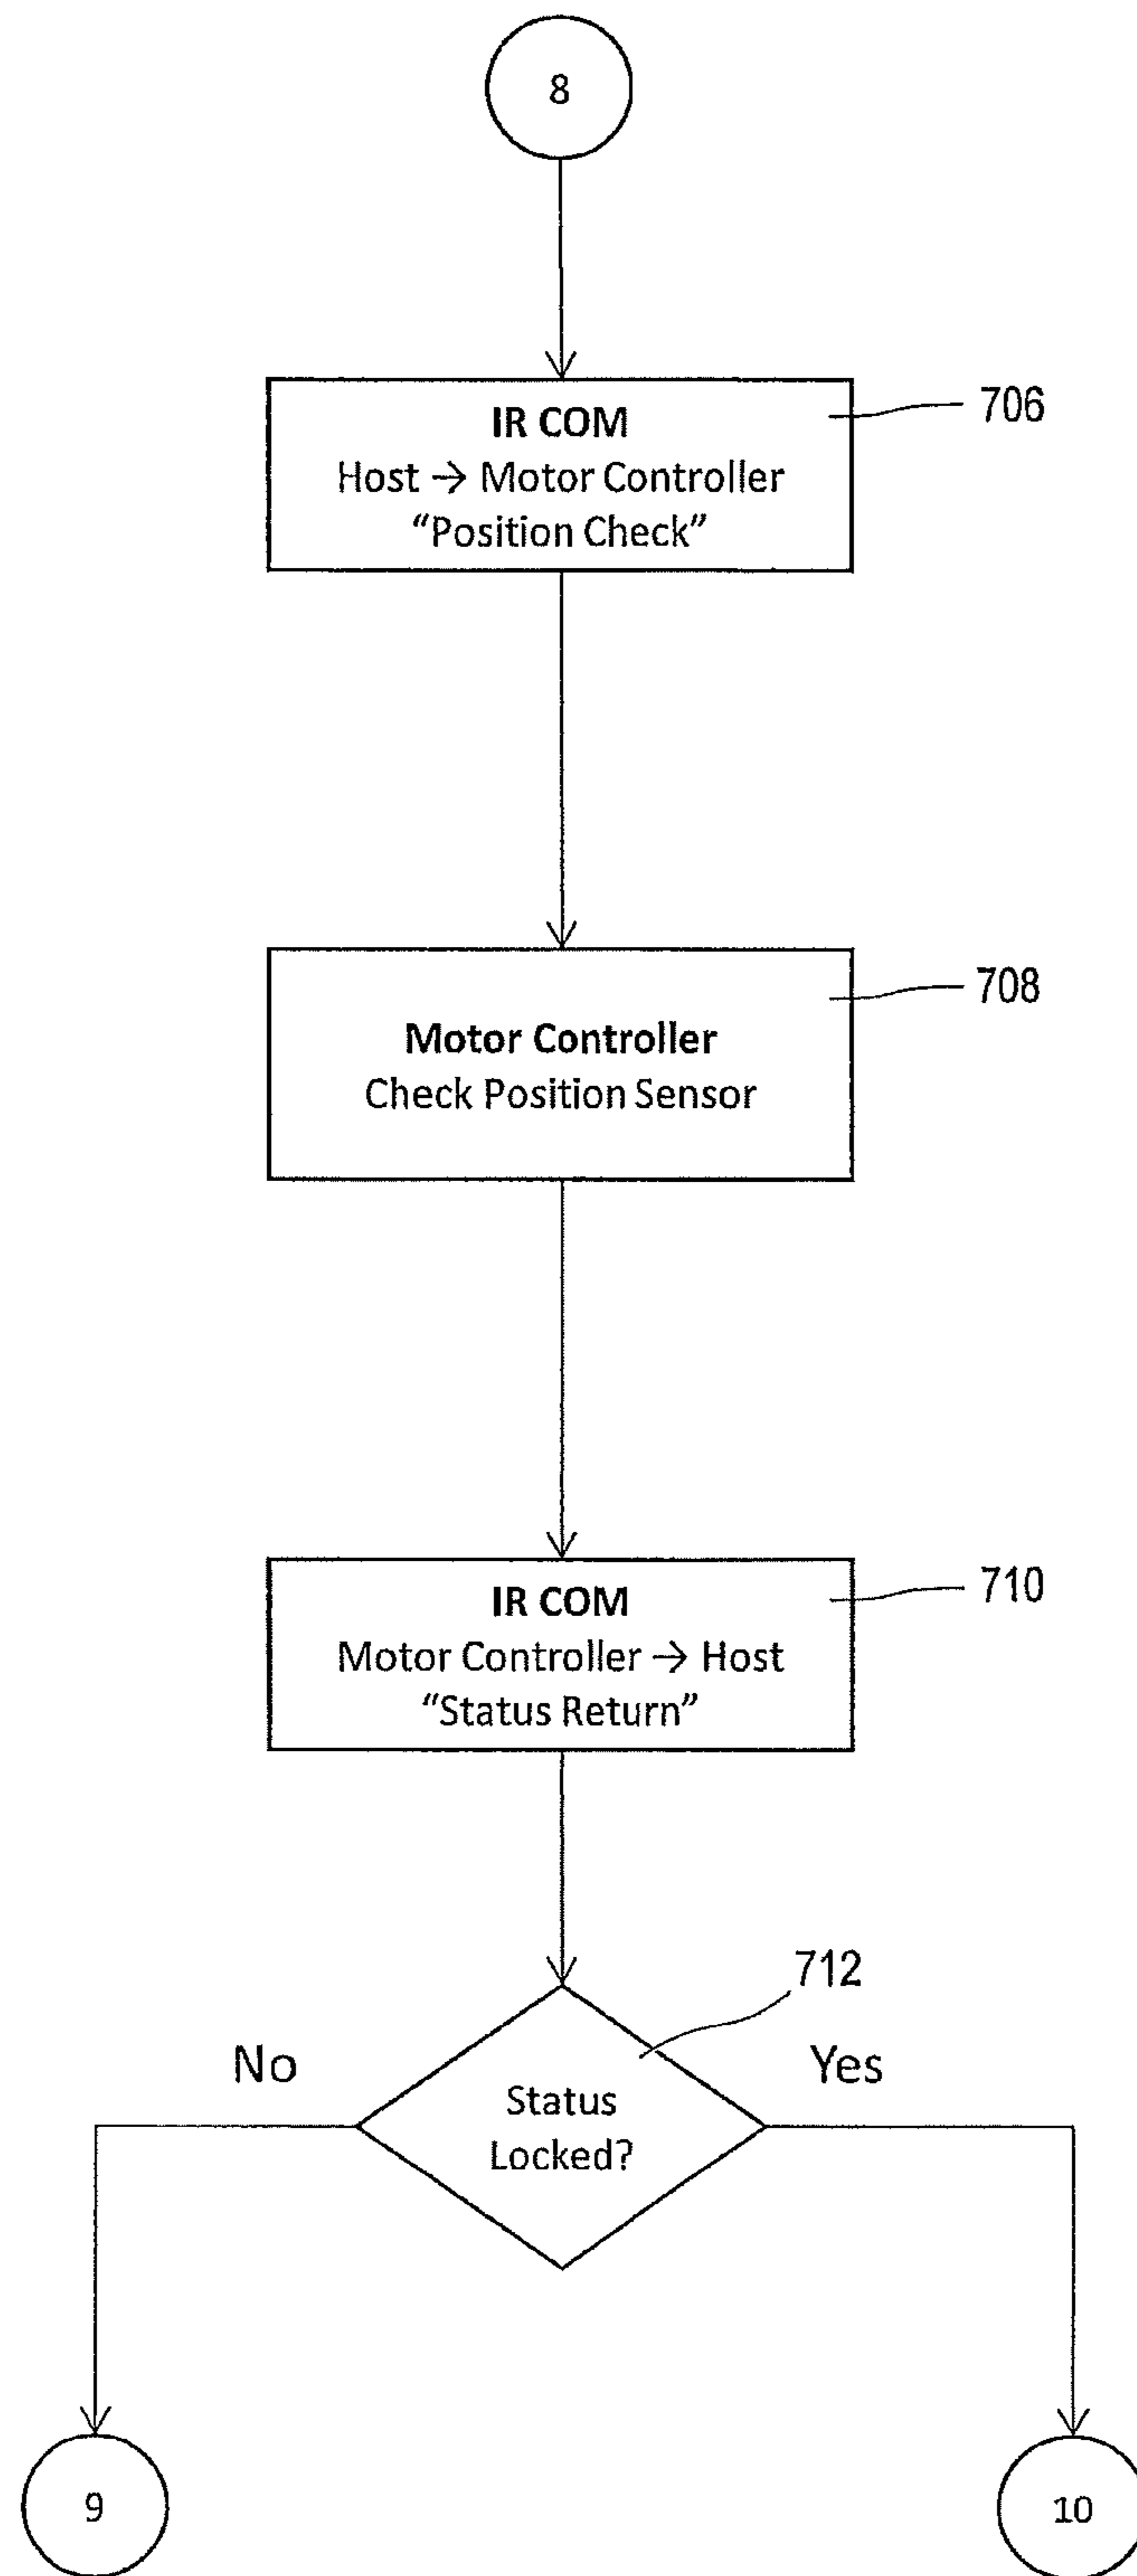 8
IR COM
Host → Motor Controller
“Position Check”
706
Motor Controller
Check Position Sensor
708
IR COM
Motor Controller → Host
“Status Return”
710
712
No
Yes
Status
Locked?
9
10